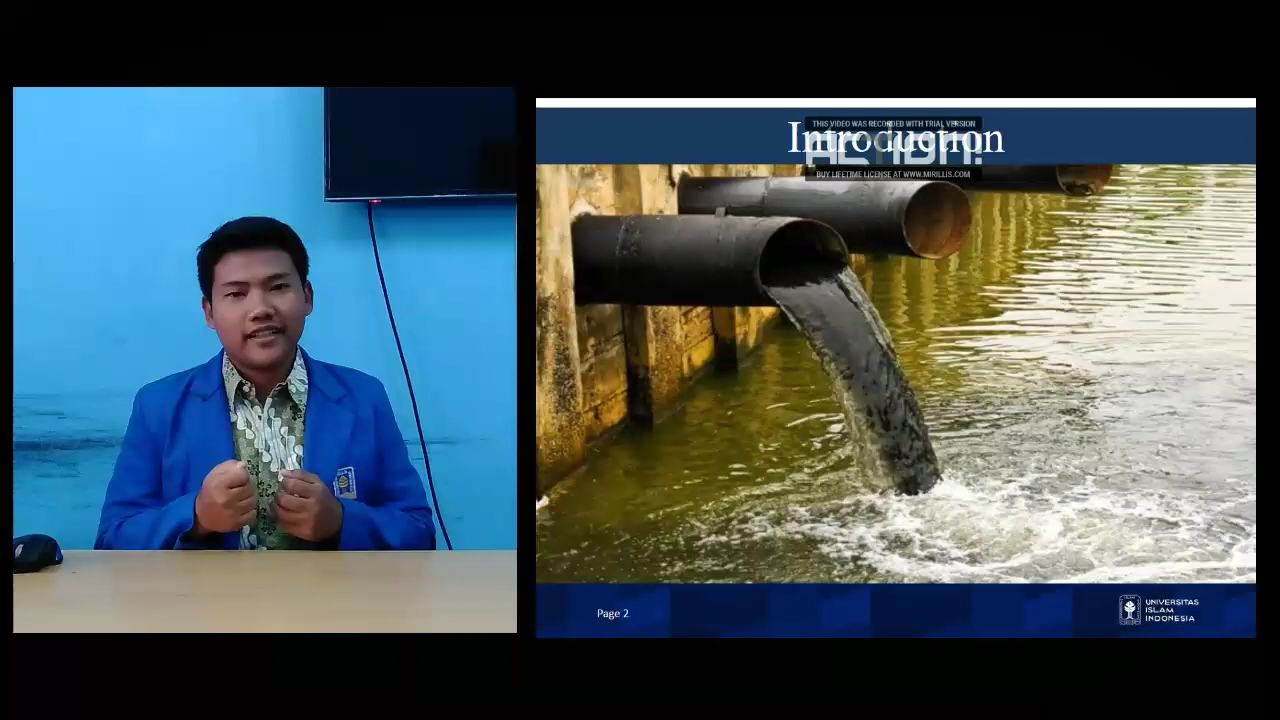 Introduction
THIS VIDEO WAS RECORDED WITH TRIAL VERSION
ACTION!
BUY LIFETIME LICENSE AT WWW.MIRILLIS.COM
Page 2
UNIVERSITAS
ISLAM
INDONESIA